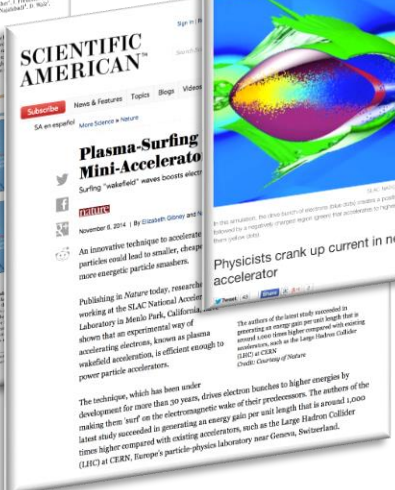 SCIENTIFIC
AMERICAN™
Sign in
Subscribe
News & Features Topics Blogs Videos
SA en español More Science » Nature
Plasma-Surfing
Mini-Accelerato
Surfing "wakefield" waves boosts elect
nature
November 6, 2014 | By Elizabeth Gibney and
An innovative technique to accelerate
particles could lead to smaller, cheape
more energetic particle smashers.
Publishing in Nature today, researche
working at the SLAC National Acceler
Laboratory in Menlo Park, California,
shown that an experimental way of
accelerating electrons, known as plasma
wakefield acceleration, is efficient enough to
power particle accelerators.
The authors of the latest study succeeded in
generating an energy gain per unit length that is
around 1,000 times higher compared with existing
accelerators, such as the Large Hadron Collider
(LHC) at CERN
Credit: Courtesy of Nature
The technique, which has been under
development for more than 30 years, drives electron bunches to higher energies by
making them 'surf' on the electromagnetic wake of their predecessors. The authors of the
latest study succeeded in generating an energy gain per unit length that is around 1,000
times higher compared with existing accelerators, such as the Large Hadron Collider
(LHC) at CERN, Europe's particle-physics laboratory near Geneva, Switzerland.
In this simulation, the drive bunch of electrons (blue dots) creates a
followed by a negatively charged region (green) that accelerates to higher
them yellow dots).
Physicists crank up current in ne
accelerator
Tweet
Share